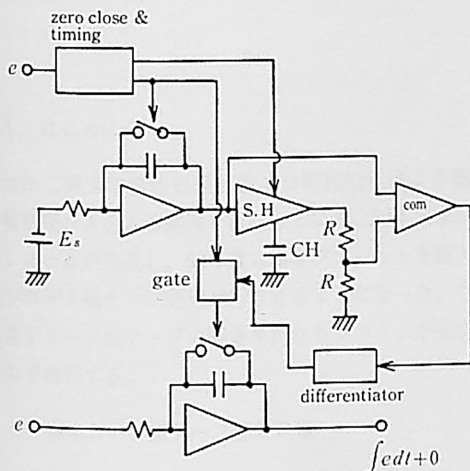 zero close &
timing
e
E_s
S.H
CH
R
R
com
gate
differentiator
e
∫edt+0